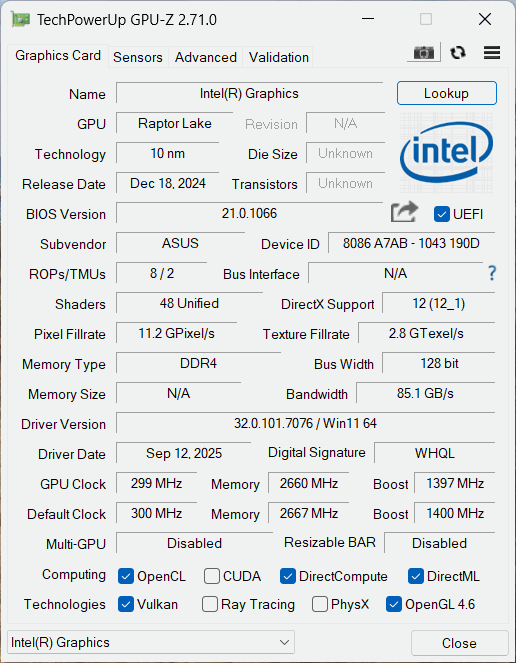 TechPowerUp GPU-Z 2.71.0
Graphics Card Sensors Advanced Validation
Name Intel(R) Graphics Lookup
GPU Raptor Lake Revision N/A
intel
Technology 10 nm Die Size Unknown
Release Date Dec 18, 2024 Transistors Unknown
BIOS Version 21.0.1066 UEFI
Subvendor ASUS Device ID 8086 A7AB - 1043 190D
ROPs/TMUs 8 / 2 Bus Interface N/A ?
Shaders 48 Unified DirectX Support 12 (12_1)
Pixel Fillrate 11.2 GPixel/s Texture Fillrate 2.8 GTexel/s
Memory Type DDR4 Bus Width 128 bit
Memory Size N/A Bandwidth 85.1 GB/s
Driver Version 32.0.101.7076 / Win11 64
Driver Date Sep 12, 2025 Digital Signature WHQL
GPU Clock 299 MHz Memory 2660 MHz Boost 1397 MHz
Default Clock 300 MHz Memory 2667 MHz Boost 1400 MHz
Multi-GPU Disabled Resizable BAR Disabled
Computing OpenCL CUDA DirectCompute DirectML
Technologies Vulkan Ray Tracing PhysX OpenGL 4.6
Intel(R) Graphics Close